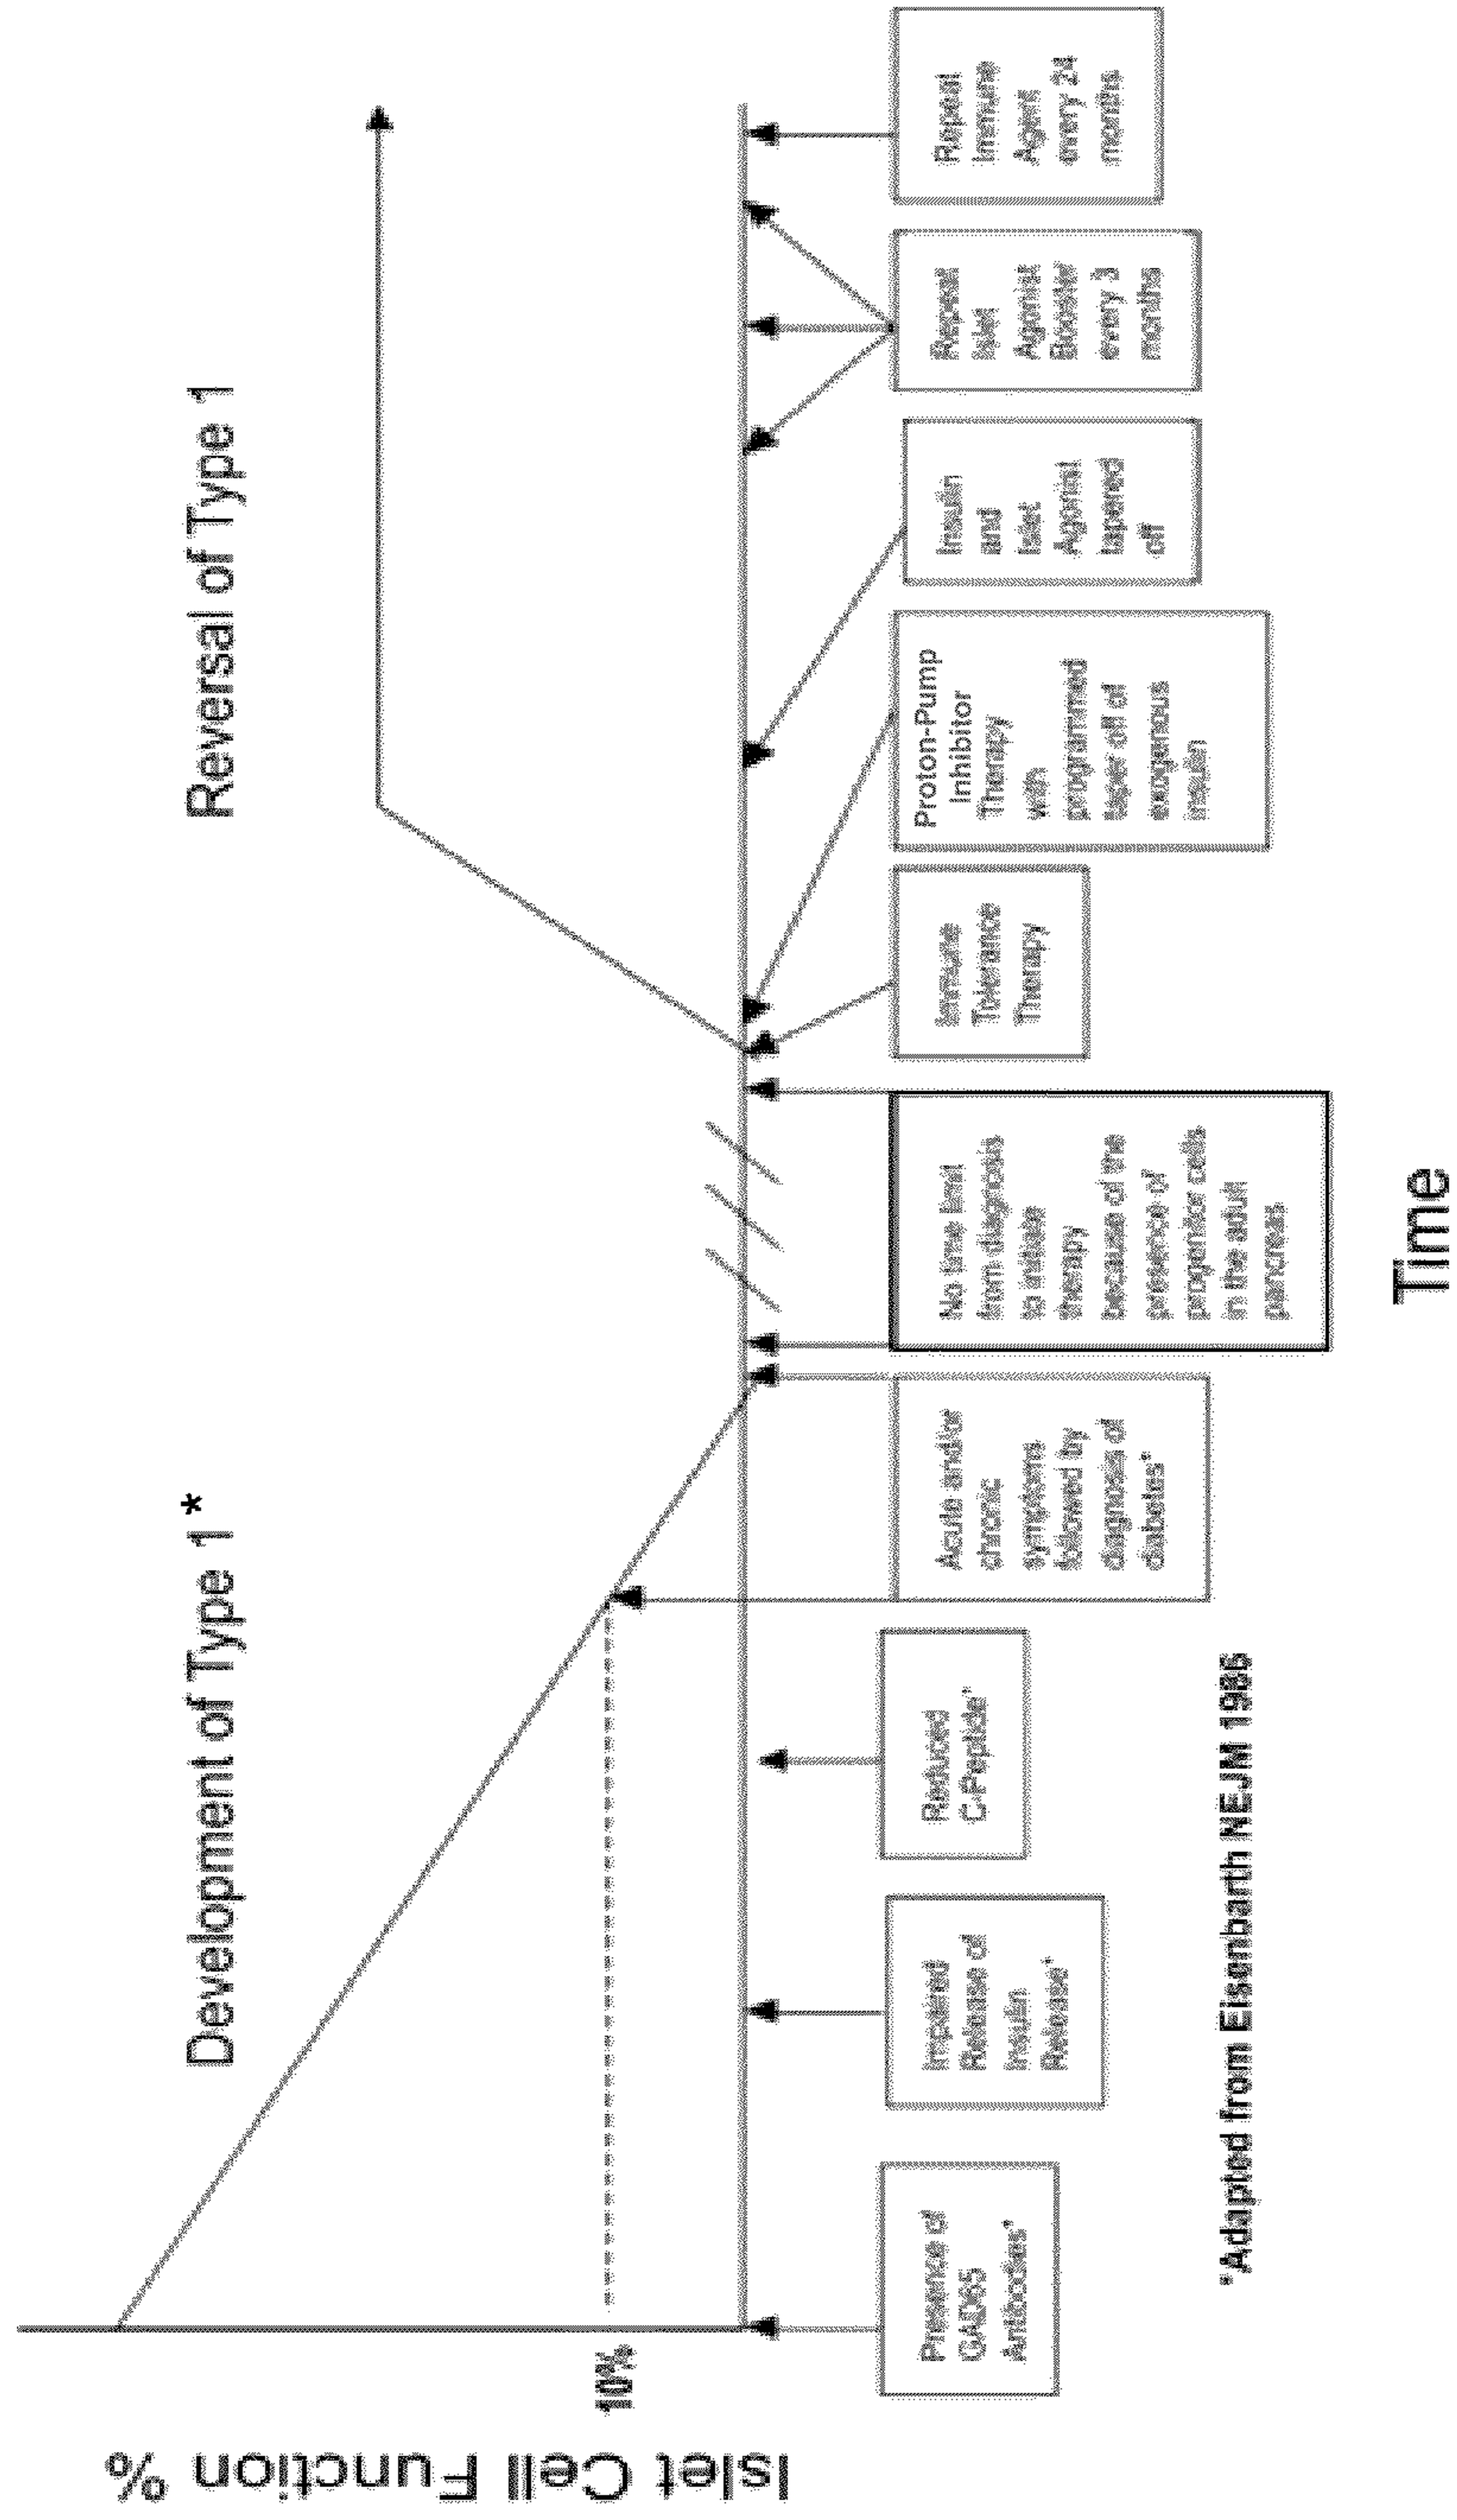 Development of Type 1 *
Reversal of Type 1
Islet Cell Function %
10%
Presence of
GAD65
Antibodies*
Impaired
Release of
Insulin
Release*
Reduced
C-Peptide*
Acute and/or
chronic
symptoms
followed by
diagnoses of
diabetes*
No time limit
from diagnosis
to initiate
therapy
because of the
presence of
progenitor cells
in the adult
pancreas
Immune
Tolerance
Therapy
Proton-Pump
Inhibitor
Therapy
with
programmed
taper off of
exogenous
insulin
Insulin
and
Islet
Agonist
tapered
off
Repeat
Islet
Agonist
Booster
every 3
months
Repeat
Immune
Agent
every 24
months
Time
*Adapted from Eisenbarth NEJM 1986